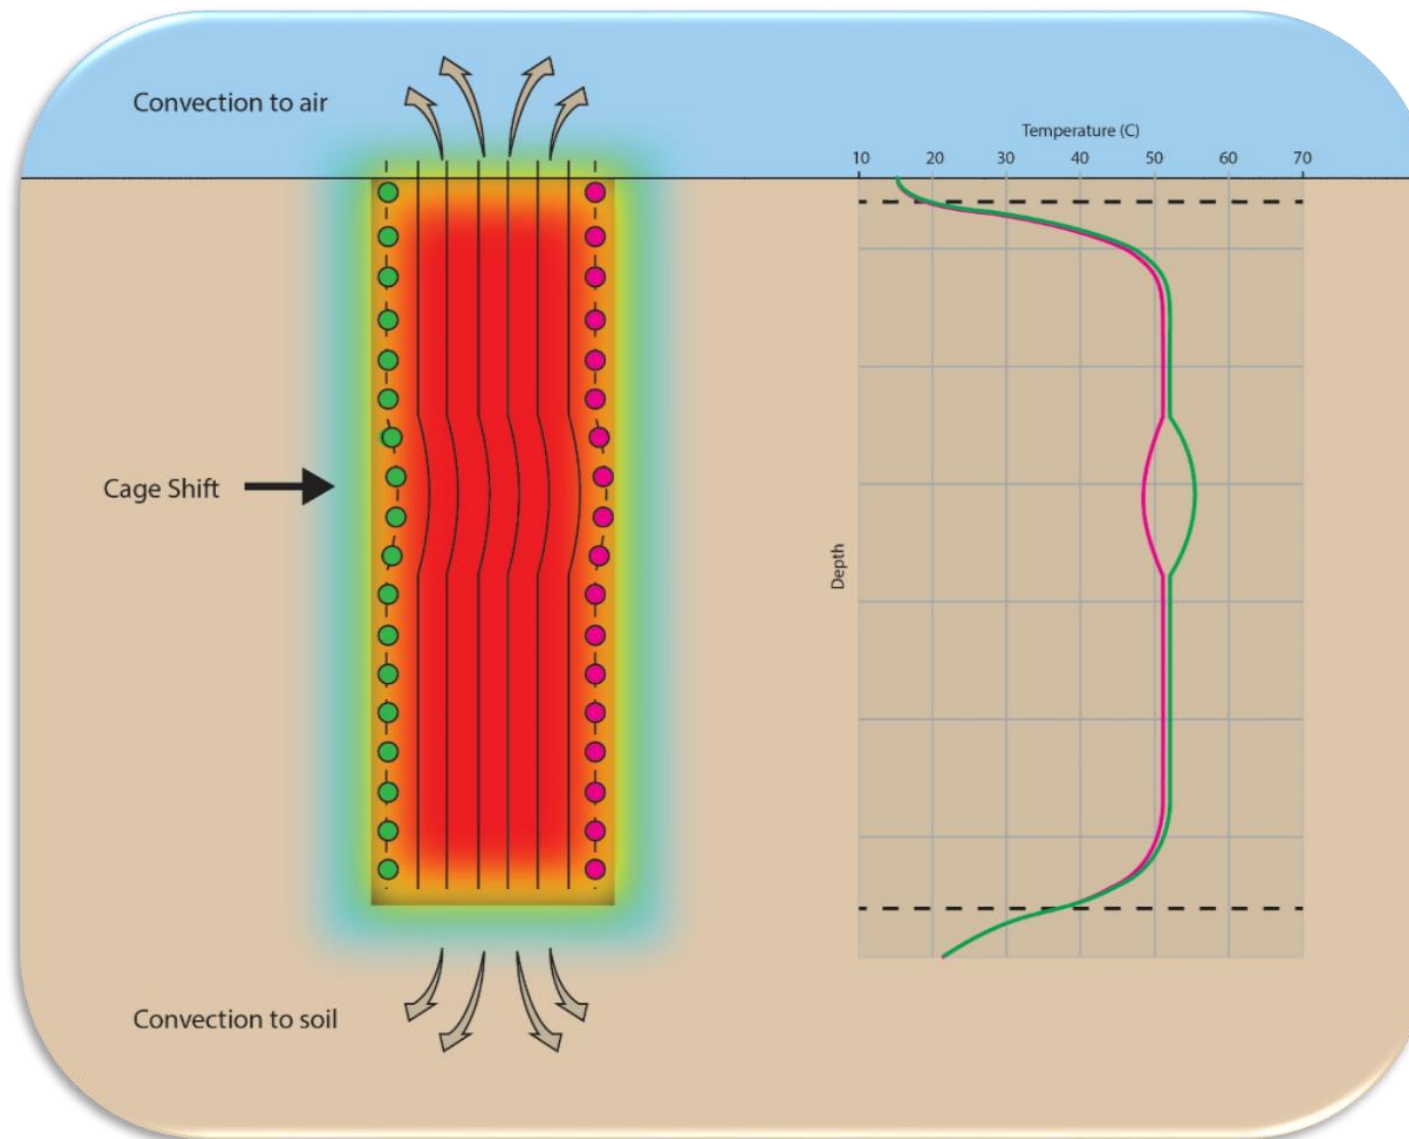 Convection to air
Temperature (C)
10 20 30 40 50 60 70
Cage Shift
Depth
Convection to soil